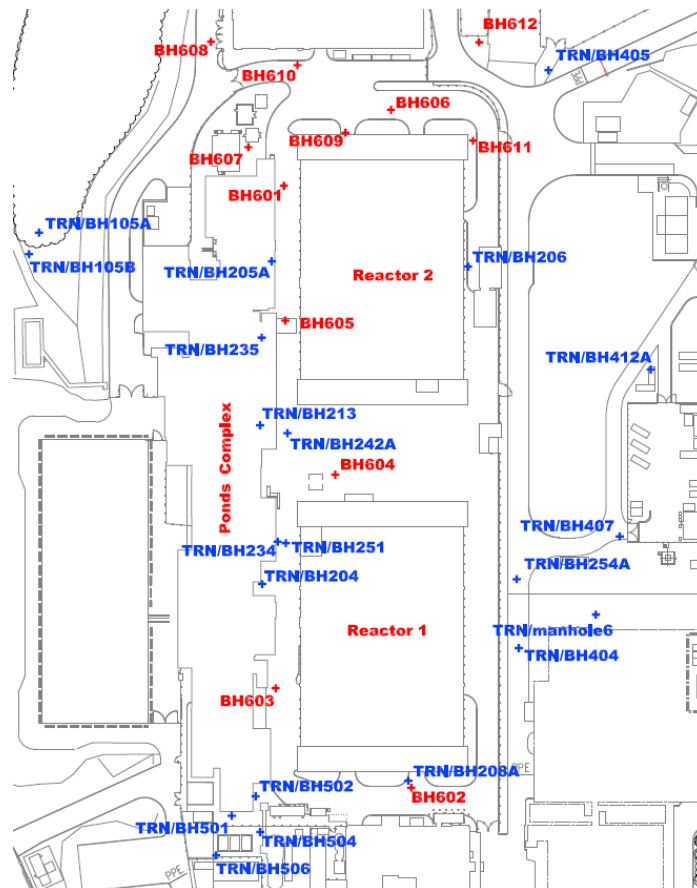 BH612
BH608
TRN/BH405
BH610
PPE
BH606
BH609
BH611
BH607
BH601
TRN/BH105A
TRN/BH105B
TRN/BH205A
TRN/BH206
Reactor 2
BH605
TRN/BH235
TRN/BH412A
TRN/BH213
TRN/BH242A
Ponds Complex
BH604
TRN/BH407
TRN/BH234
TRN/BH251
TRN/BH254A
TRN/BH204
TRN/manhole6
Reactor 1
TRN/BH404
BH603
PPE
TRN/BH208A
TRN/BH502
BH602
TRN/BH501
TRN/BH504
TRN/BH506
PPE